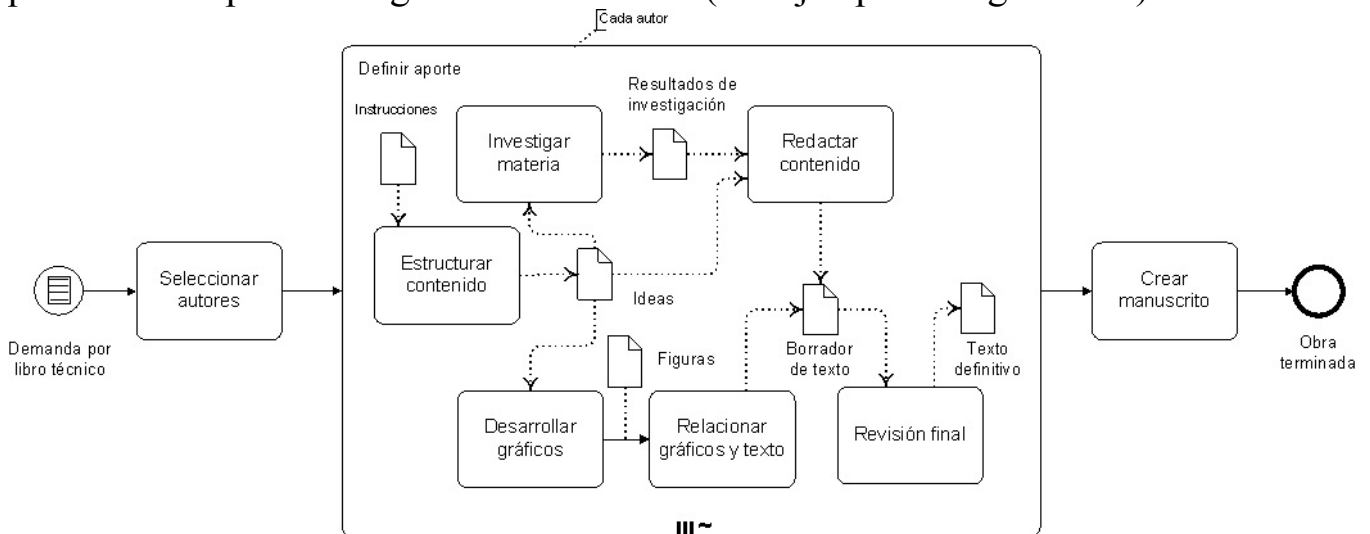 Cada autor
Definir aporte
Instrucciones
Resultados de
investigación
Investigar
materia
Redactar
contenido
Seleccionar
autores
Estructurar
contenido
Ideas
Crear
manuscrito
Demanda por
libro técnico
Figuras
Borrador
de texto
Texto
definitivo
Obra
terminada
Desarrollar
gráficos
Relacionar
gráficos y texto
Revisión final